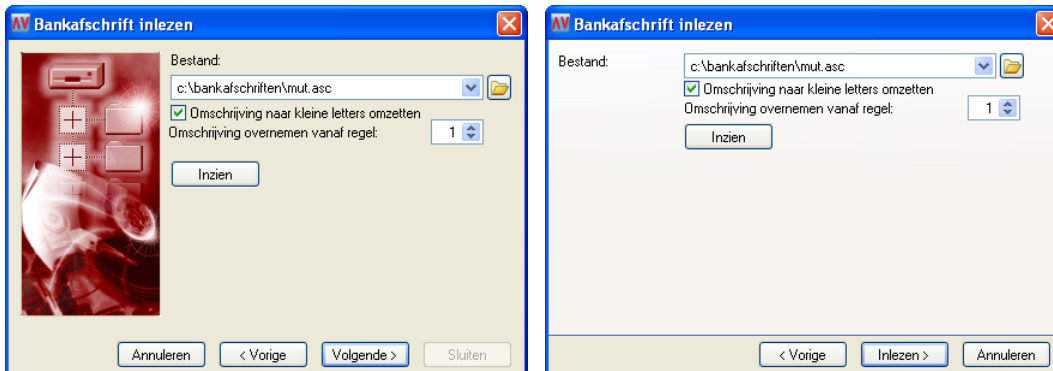 AV Bankafschrift inlezen
Bestand:
c:\bankafschriften\mut.asc
Omschrijving naar kleine letters omzetten
Omschrijving overnemen vanaf regel: 1
Inzien
Annuleren < Vorige Volgende > Sluiten
AV Bankafschrift inlezen
Bestand: c:\bankafschriften\mut.asc
Omschrijving naar kleine letters omzetten
Omschrijving overnemen vanaf regel: 1
Inzien
< Vorige Inlezen > Annuleren